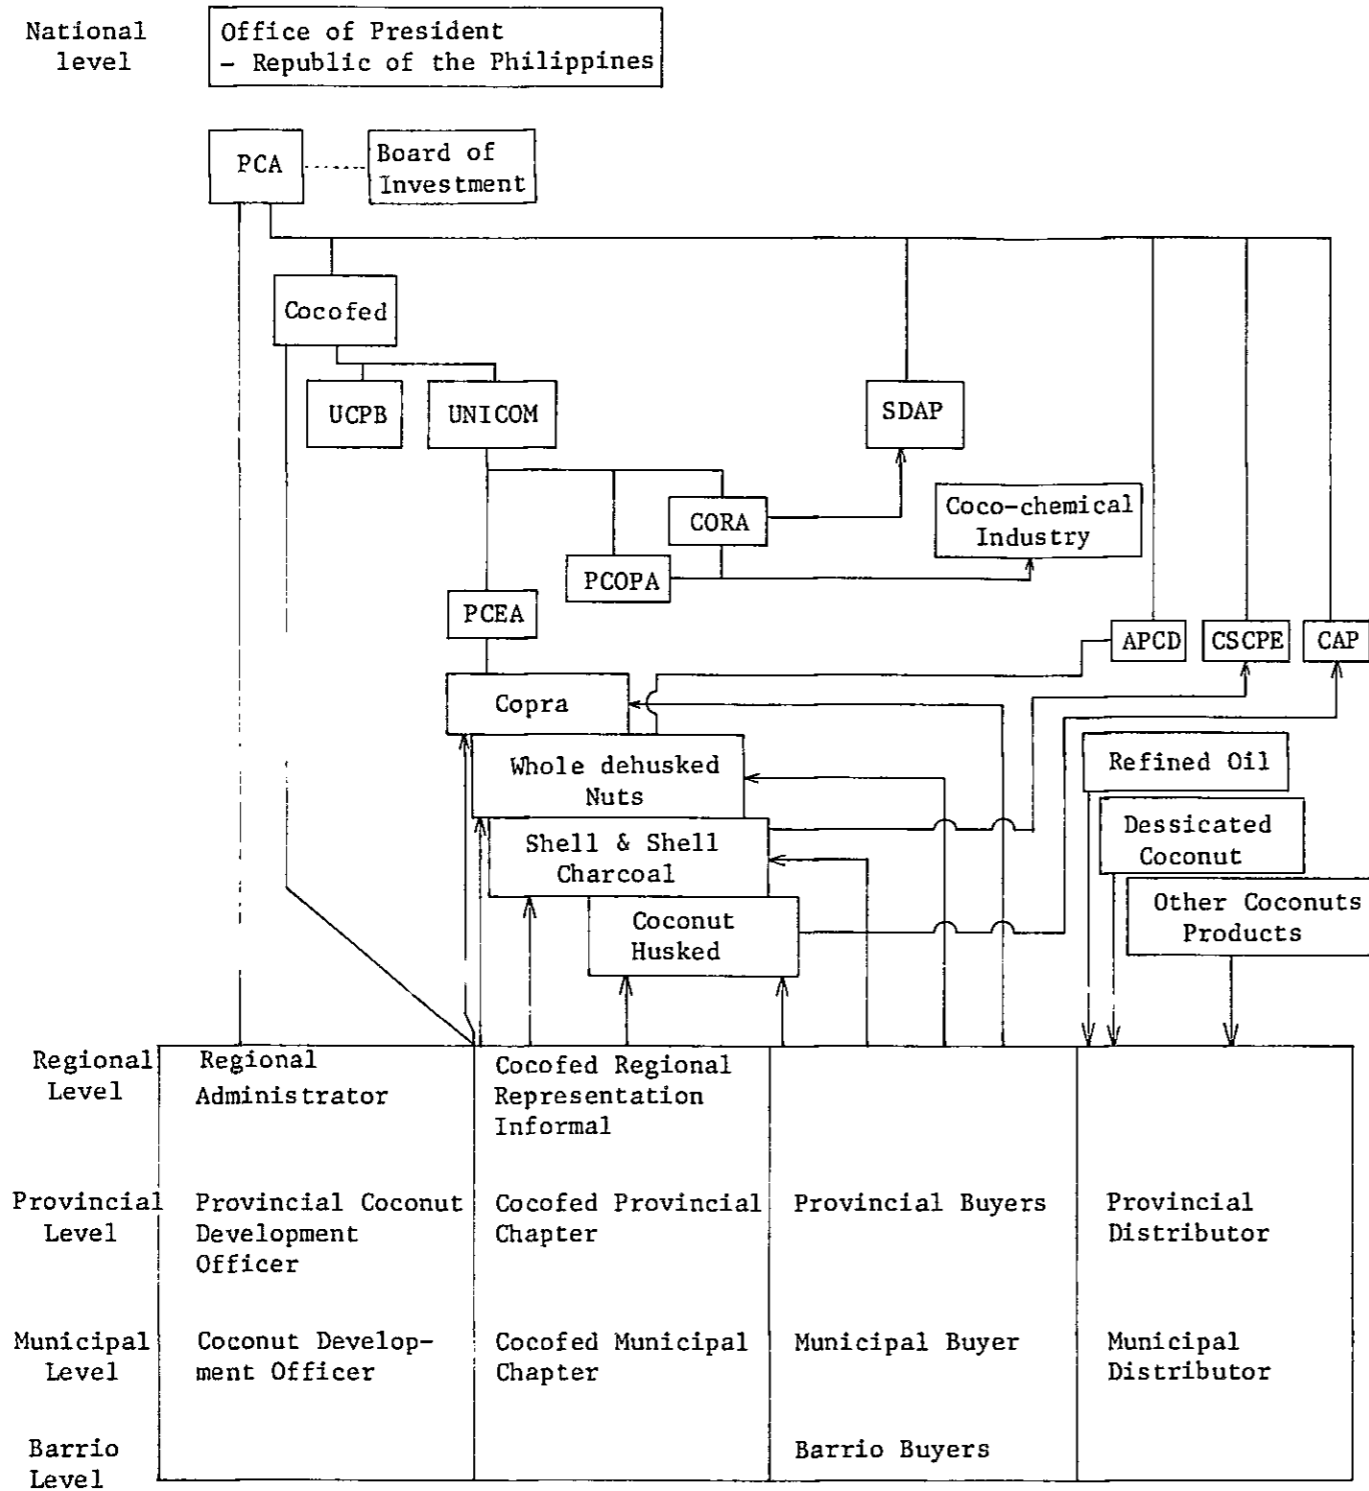 National
level
Office of President
- Republic of the Philippines
PCA
Board of
Investment
Cocofed
UCPB
UNICOM
SDAP
CORA
Coco-chemical
Industry
PCOPA
PCEA
APCD
CSCPE
CAP
Copra
Whole dehusked
Nuts
Refined Oil
Shell & Shell
Charcoal
Dessicated
Coconut
Coconut
Husked
Other Coconuts
Products
Regional
Level
Regional
Administrator
Cocofed Regional
Representation
Informal
Provincial
Level
Provincial Coconut
Development
Officer
Cocofed Provincial
Chapter
Provincial Buyers
Provincial
Distributor
Municipal
Level
Coconut Develop-
ment Officer
Cocofed Municipal
Chapter
Municipal Buyer
Municipal
Distributor
Barrio
Level
Barrio Buyers